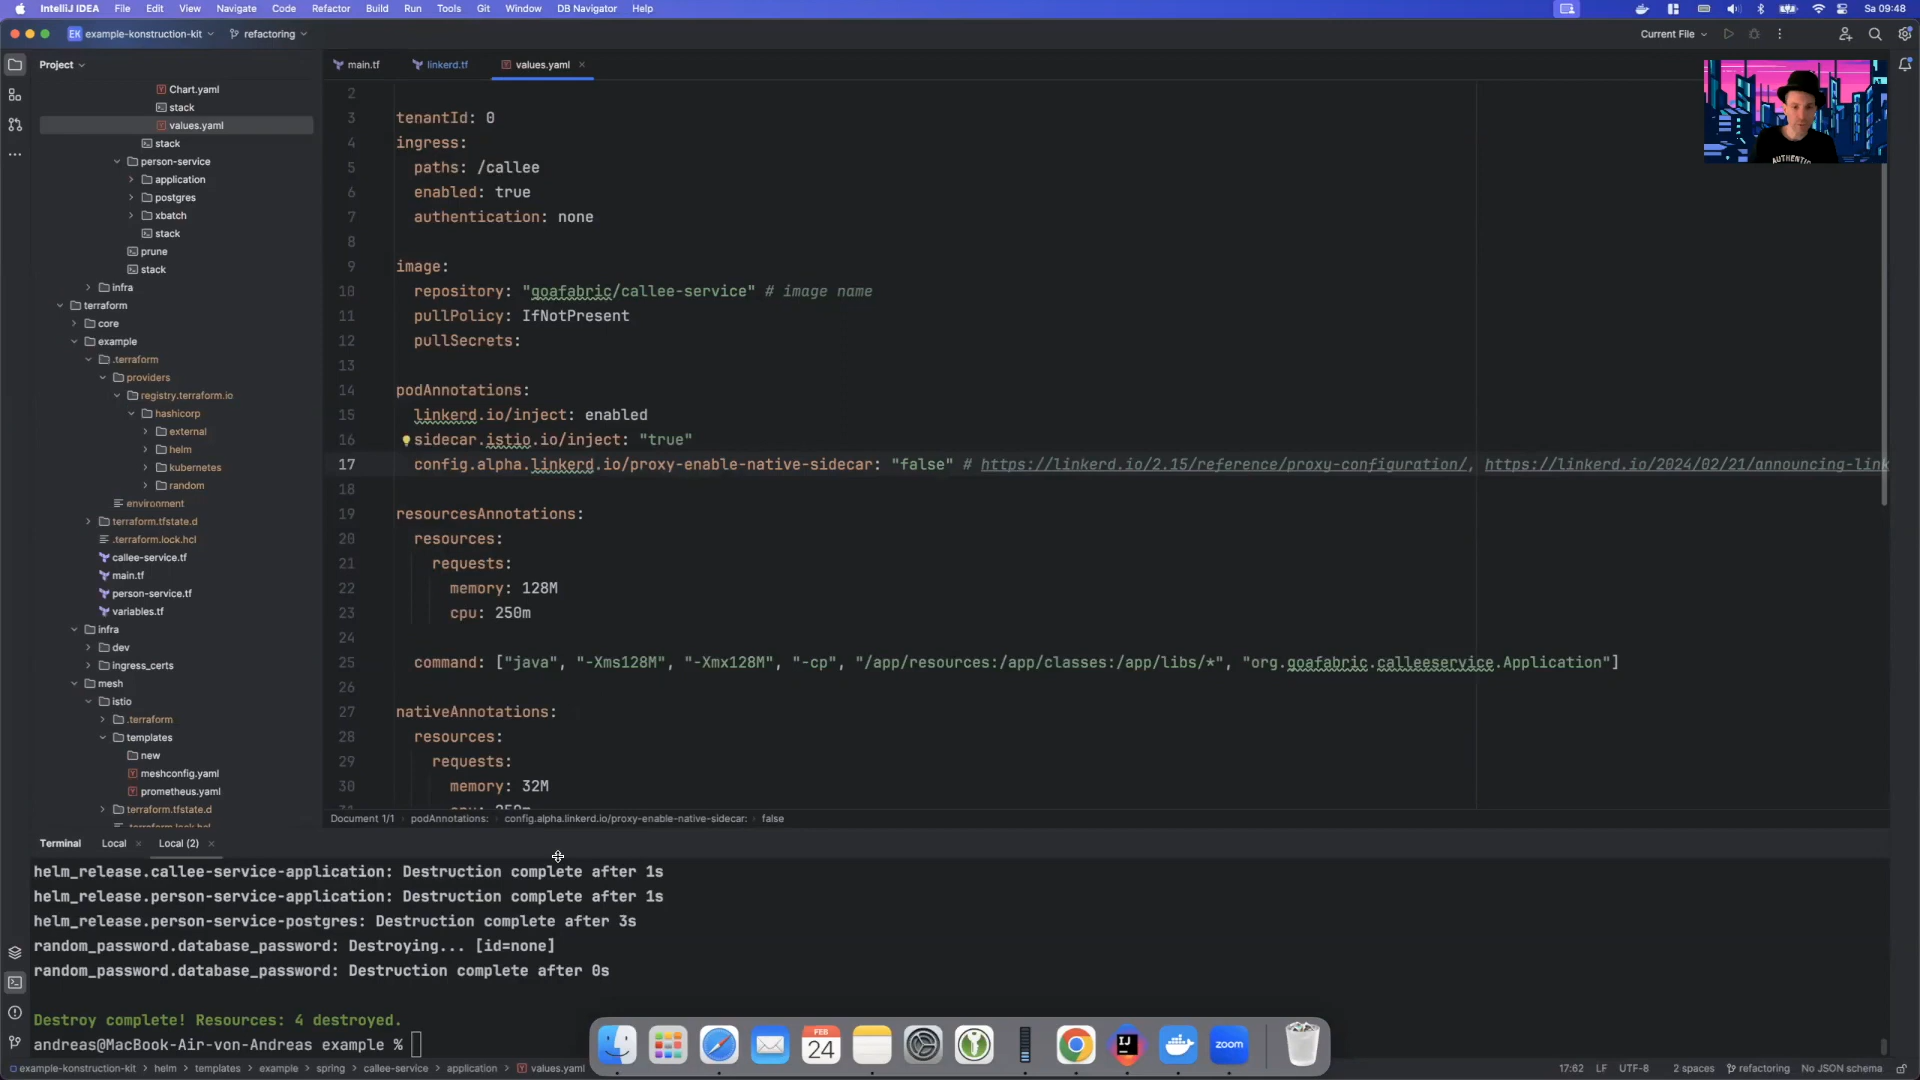 IntelliJ IDEA File Edit View Navigate Code Refactor Build Run Tools Git Window DB Navigator Help Sa 09:48
EK example-konstruction-kit refactoring Current File
Project main.tf linkerd.tf values.yaml
Chart.yaml
stack
values.yaml
stack
person-service
application
postgres
xbatch
stack
prune
stack
infra
terraform
core
example
.terraform
providers
registry.terraform.io
hashicorp
external
helm
kubernetes
random
environment
terraform.tfstate.d
.terraform.lock.hcl
callee-service.tf
main.tf
person-service.tf
variables.tf
infra
dev
ingress_certs
mesh
istio
.terraform
templates
new
meshconfig.yaml
prometheus.yaml
terraform.tfstate.d
.terraform.lock.hcl
2
3 tenantId: 0
4 ingress:
5 paths: /callee
6 enabled: true
7 authentication: none
8
9 image:
10 repository: "goafabric/callee-service" # image name
11 pullPolicy: IfNotPresent
12 pullSecrets:
13
14 podAnnotations:
15 linkerd.io/inject: enabled
16 sidecar.istio.io/inject: "true"
17 config.alpha.linkerd.io/proxy-enable-native-sidecar: "false" # https://linkerd.io/2.15/reference/proxy-configuration/, https://linkerd.io/2024/02/21/announcing-link
18
19 resourcesAnnotations:
20 resources:
21 requests:
22 memory: 128M
23 cpu: 250m
24
25 command: ["java", "-Xms128M", "-Xmx128M", "-cp", "/app/resources:/app/classes:/app/libs/*", "org.goafabric.calleeservice.Application"]
26
27 nativeAnnotations:
28 resources:
29 requests:
30 memory: 32M
31 cpu: 250m
AUTHENTIC
Document 1/1 podAnnotations: config.alpha.linkerd.io/proxy-enable-native-sidecar: false
Terminal Local Local (2)
helm_release.callee-service-application: Destruction complete after 1s
helm_release.person-service-application: Destruction complete after 1s
helm_release.person-service-postgres: Destruction complete after 3s
random_password.database_password: Destroying... [id=none]
random_password.database_password: Destruction complete after 0s
Destroy complete! Resources: 4 destroyed.
andreas@MacBook-Air-von-Andreas example %
FEB
24
IJ
zoom
example-konstruction-kit helm templates example spring callee-service application values.yaml 17:62 LF UTF-8 2 spaces refactoring No JSON schema